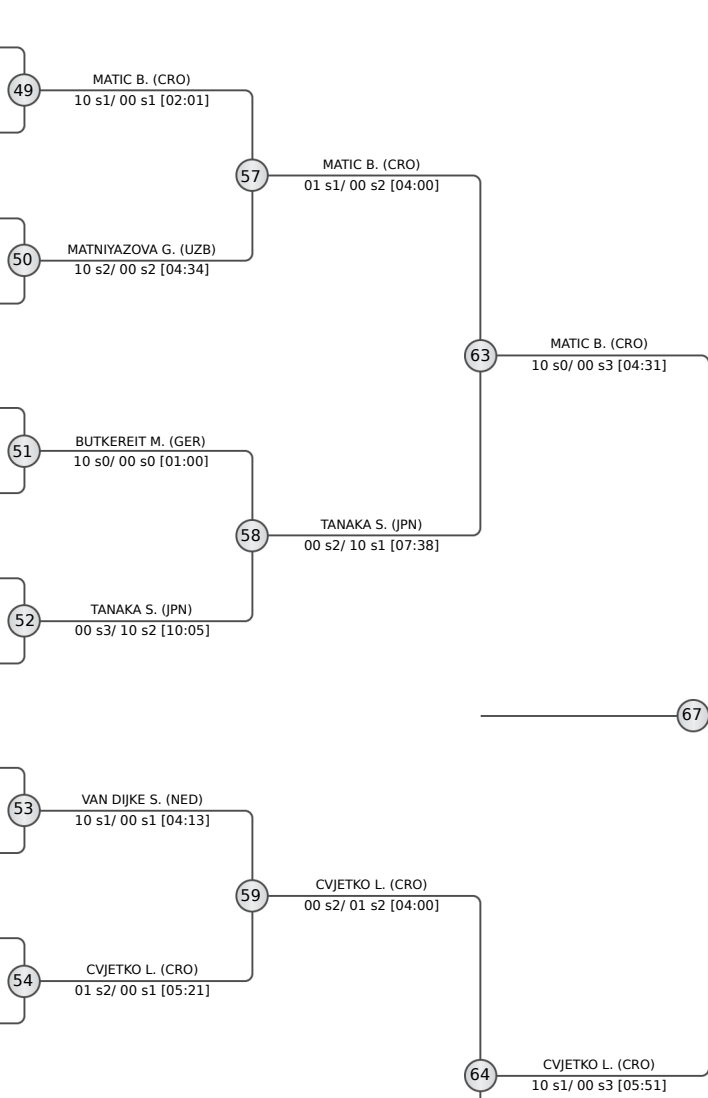 49
MATIC B. (CRO)
10 s1/ 00 s1 [02:01]
57
MATIC B. (CRO)
01 s1/ 00 s2 [04:00]
50
MATNIYAZOVA G. (UZB)
10 s2/ 00 s2 [04:34]
63
MATIC B. (CRO)
10 s0/ 00 s3 [04:31]
51
BUTKEREIT M. (GER)
10 s0/ 00 s0 [01:00]
58
TANAKA S. (JPN)
00 s2/ 10 s1 [07:38]
52
TANAKA S. (JPN)
00 s3/ 10 s2 [10:05]
67
53
VAN DIJKE S. (NED)
10 s1/ 00 s1 [04:13]
59
CVJETKO L. (CRO)
00 s2/ 01 s2 [04:00]
54
CVJETKO L. (CRO)
01 s2/ 00 s1 [05:21]
64
CVJETKO L. (CRO)
10 s1/ 00 s3 [05:51]